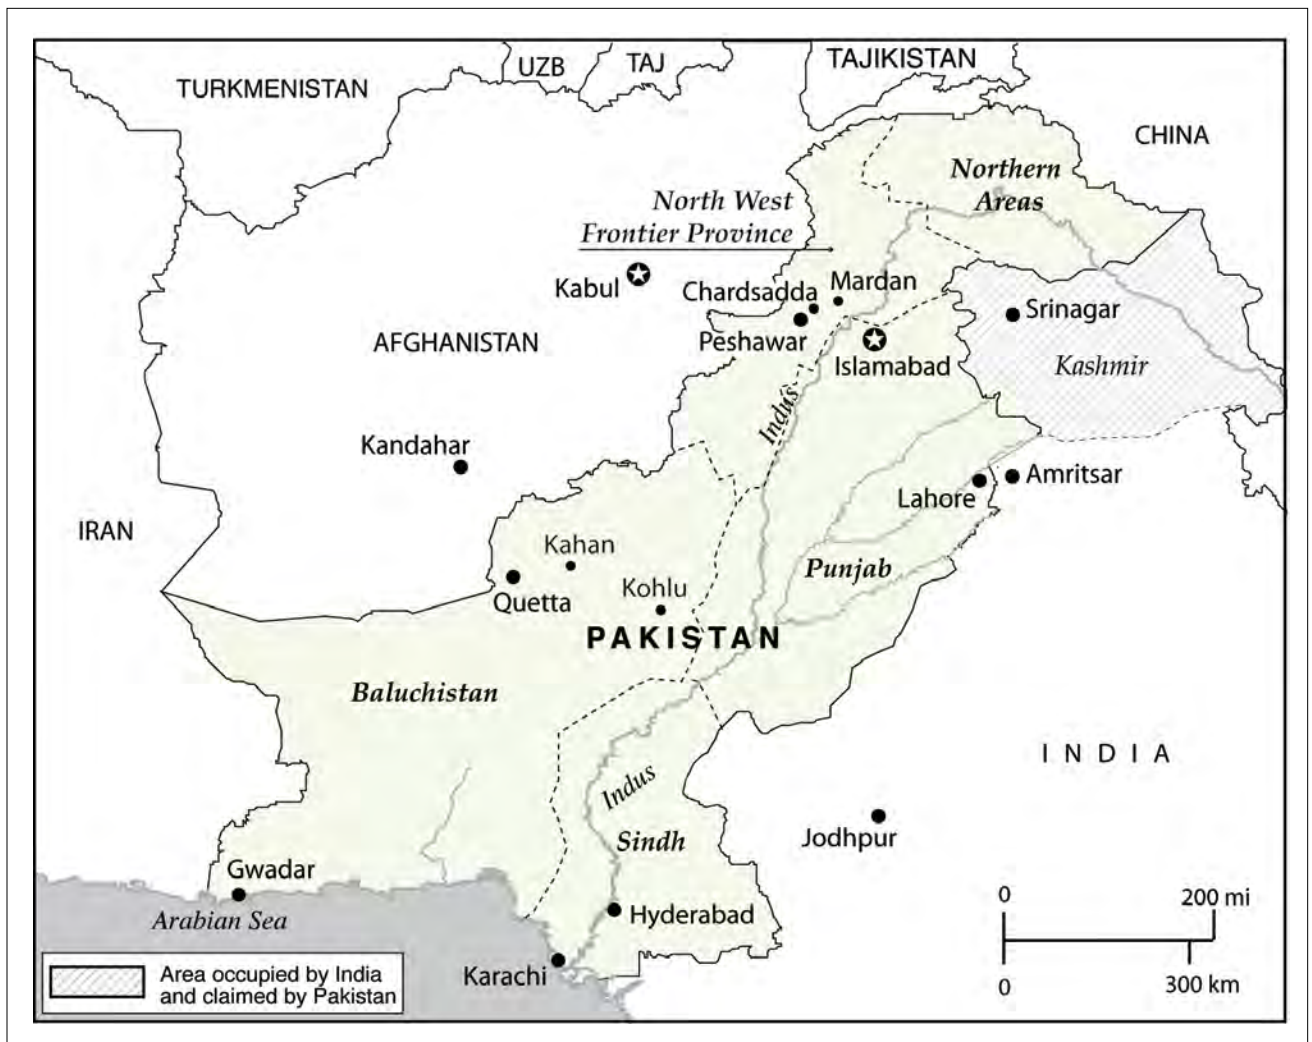 UZB
TAJ
TAJIKISTAN
TURKMENISTAN
CHINA
Northern
Areas
North West
Frontier Province
Kabul
Chardsadda
Mardan
Srinagar
Peshawar
Islamabad
AFGHANISTAN
Kashmir
Indus
Kandahar
Lahore
Amritsar
IRAN
Kahan
Punjab
Quetta
Kohlu
PAKISTAN
Baluchistan
INDIA
Indus
Sindh
Jodhpur
Gwadar
Arabian Sea
Hyderabad
0
200 mi
Karachi
0
300 km
Area occupied by India
and claimed by Pakistan